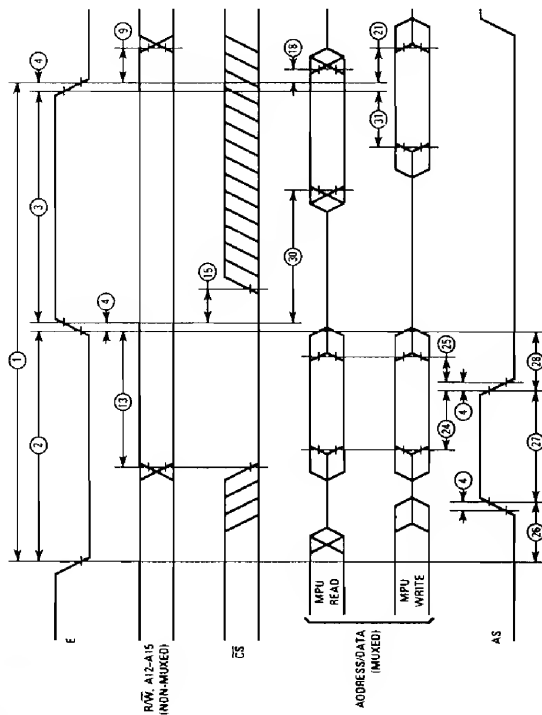 1
2
3
4
4
E
13
9
R/W̅, A12–A15
(NON-MUXED)
15
C̅S̅
30
18
MPU
READ
ADDRESS/DATA
(MUXED)
31
21
MPU
WRITE
24
25
4
4
AS
26
27
28